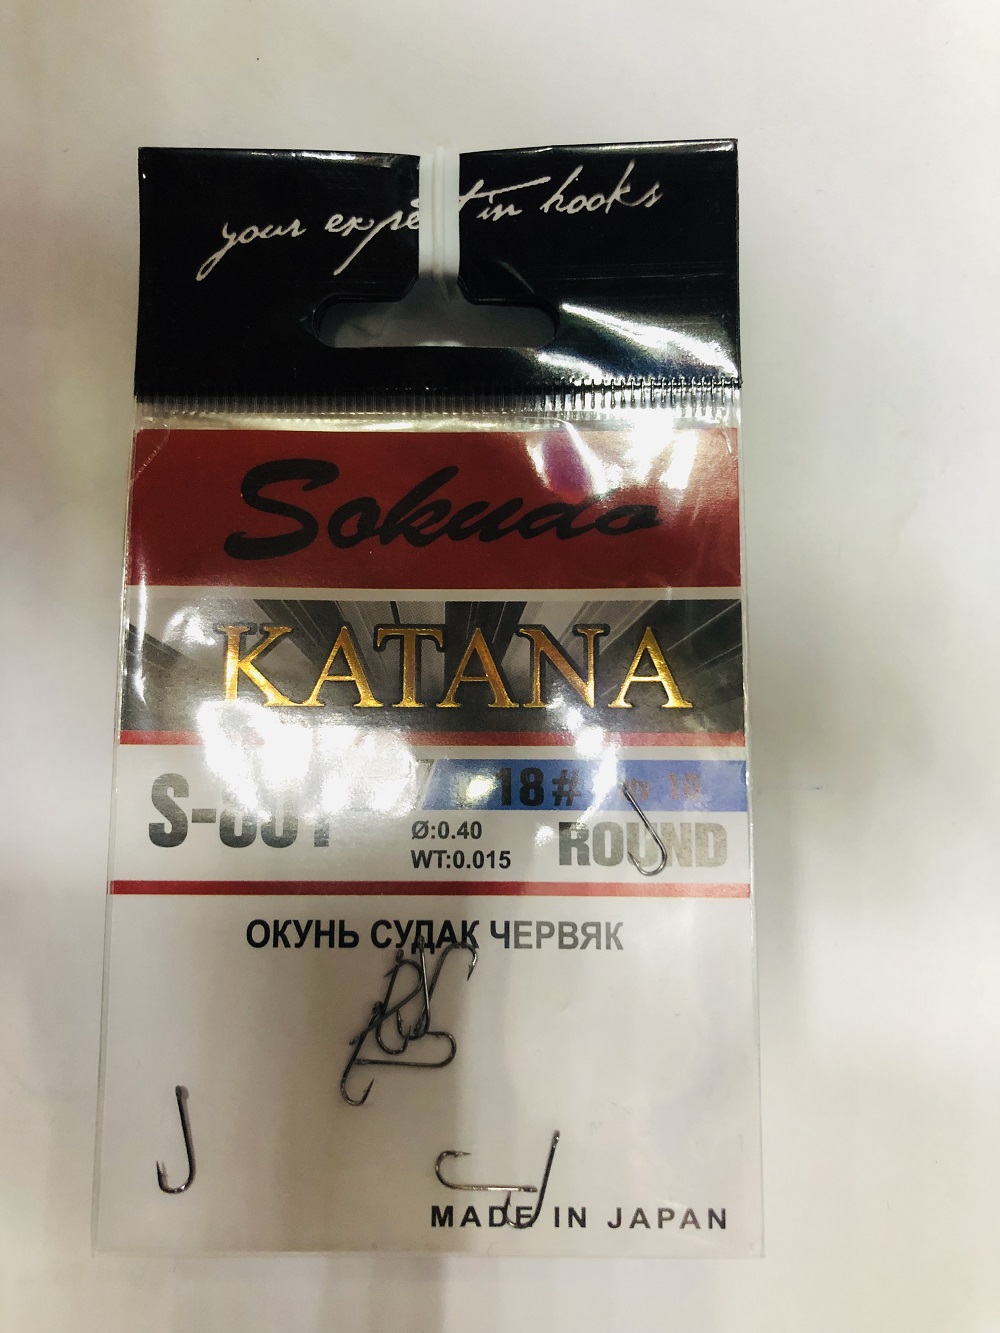 your expert in hooks
Sokudo
KATANA
18#
Ø:0.40
WT:0.015
ROUND
ОКУНЬ СУДАК ЧЕРВЯК
MADE IN JAPAN